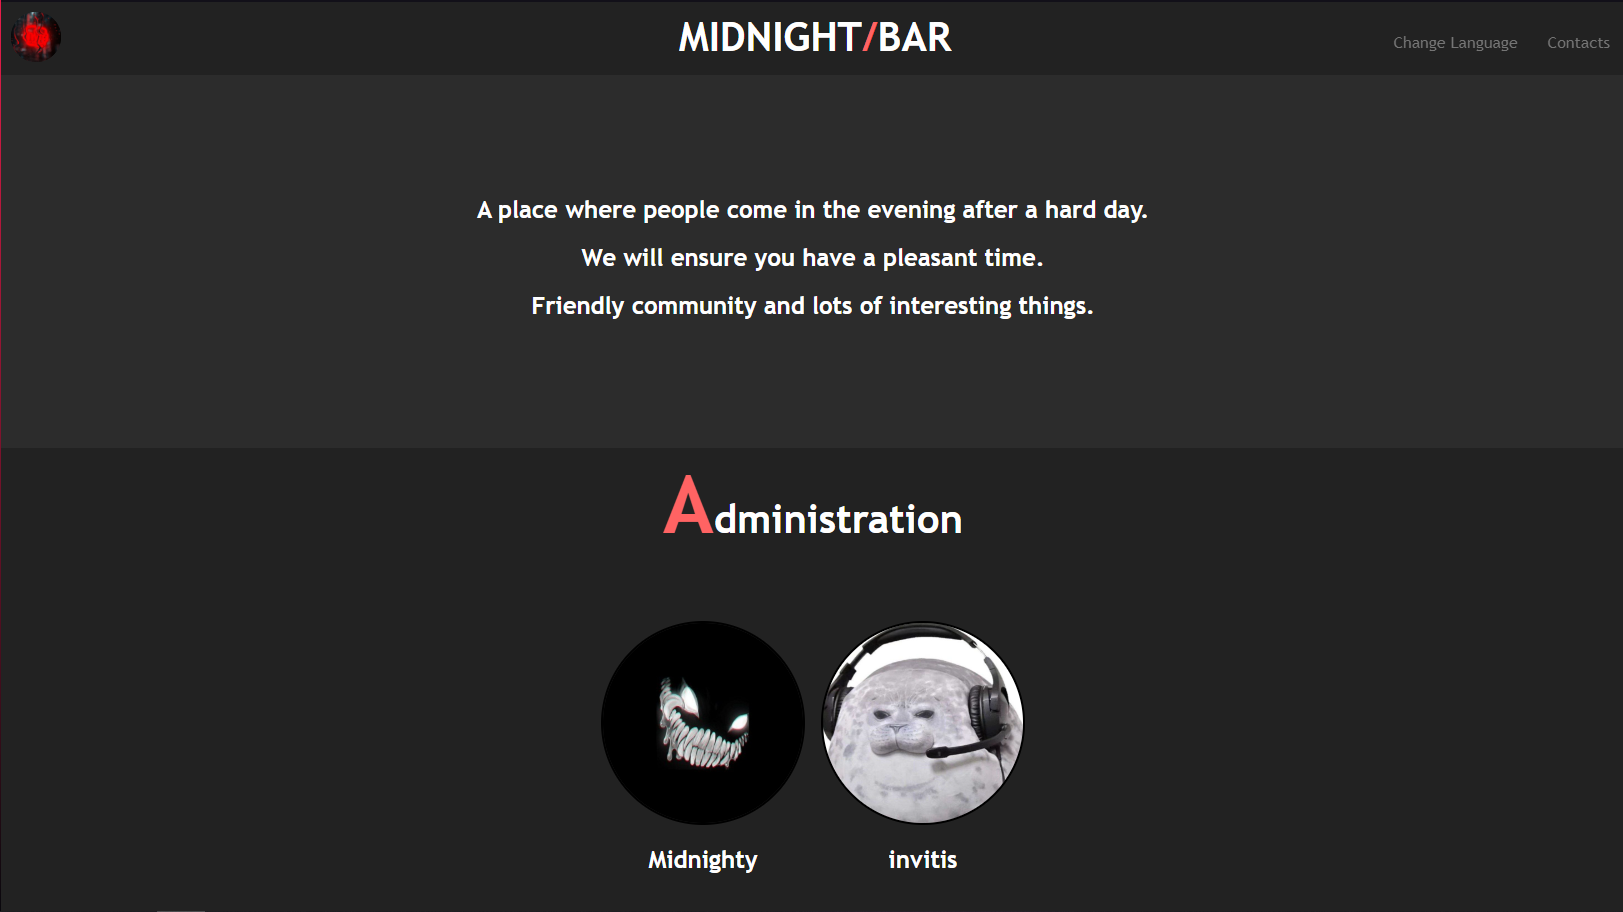 MIDNIGHT/BAR
Change Language
Contacts
A place where people come in the evening after a hard day.
We will ensure you have a pleasant time.
Friendly community and lots of interesting things.
Administration
Midnighty
invitis